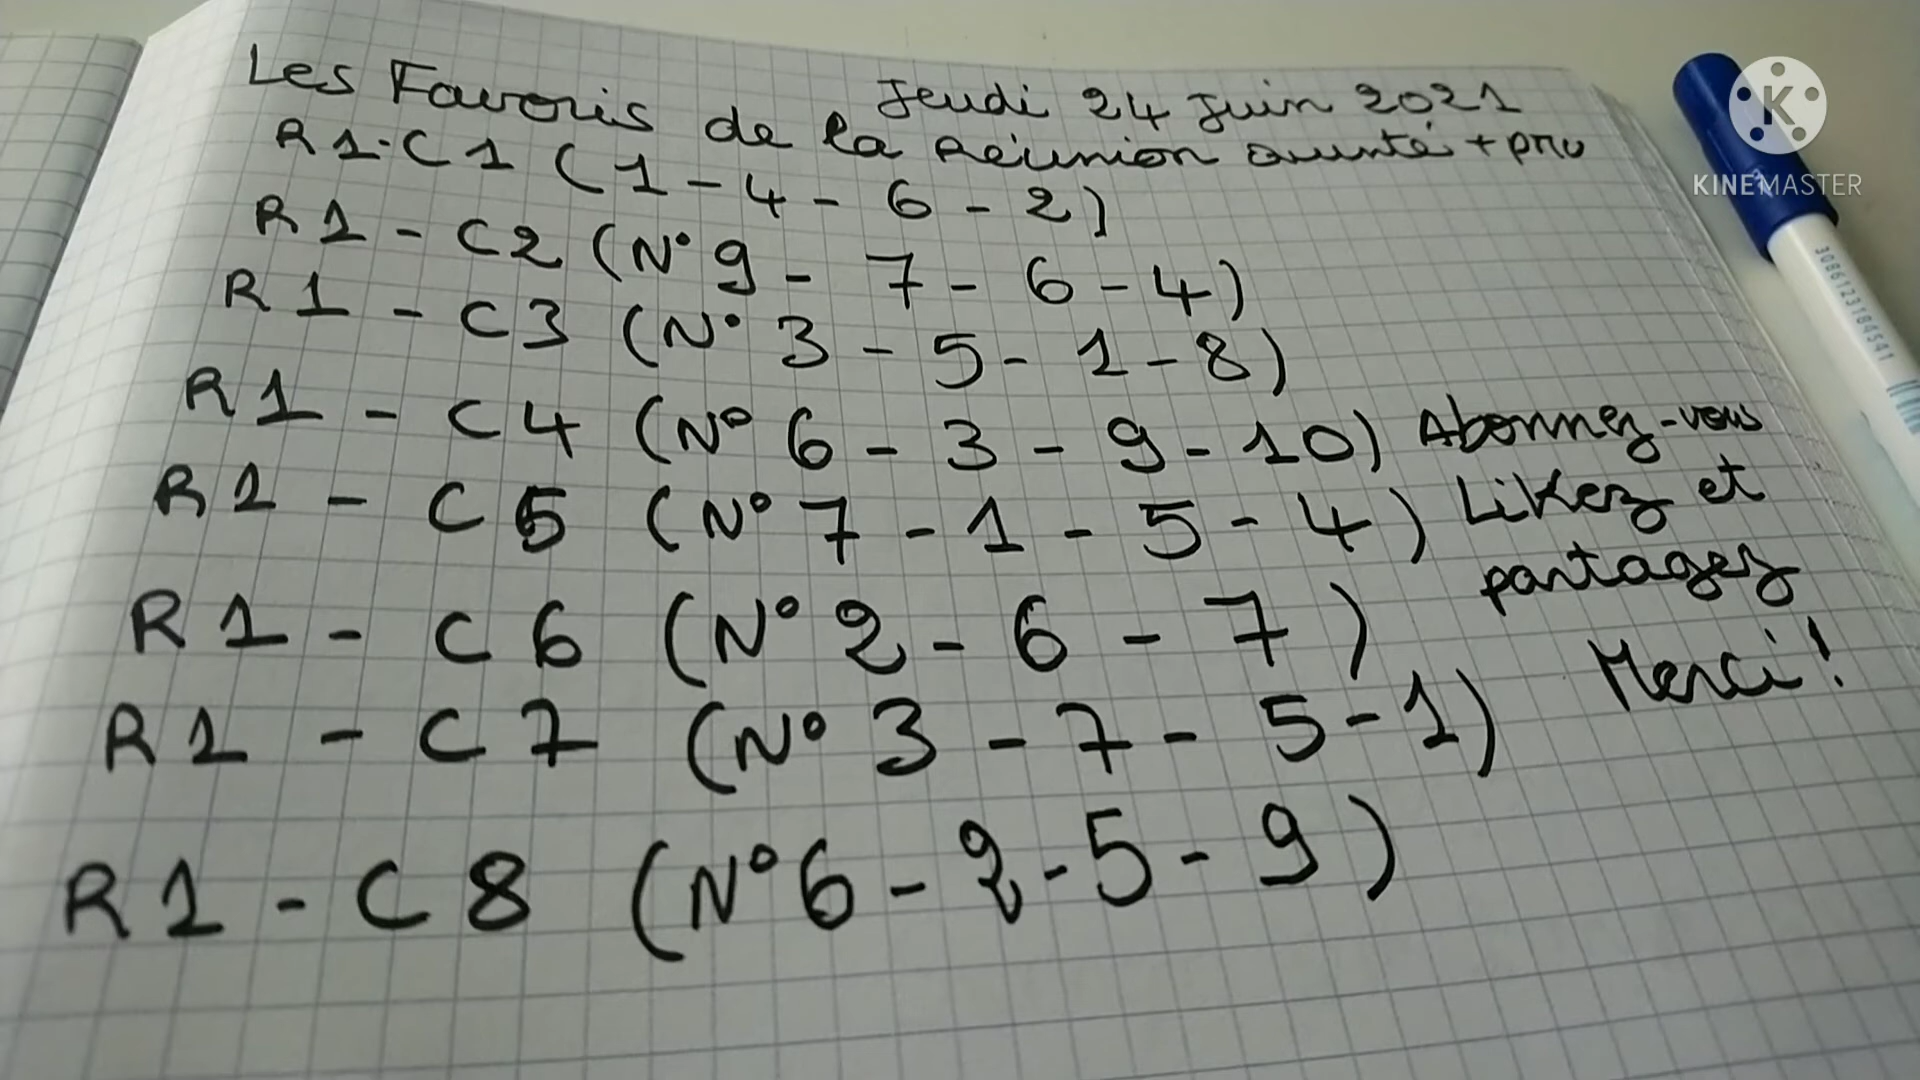 Jeudi 24 Juin 2021
Les Favoris de la Réunion quinté + pmu
R1-C1 (1-4-6-2)
R1-C2 (N° 9-7-6-4)
R1-C3 (N° 3-5-1-8)
R1-C4 (N° 6-3-9-10)
R1-C5 (N° 7-1-5-4)
R1-C6 (N° 2-6-7)
R1-C7 (N° 3-7-5-1)
R1-C8 (N° 6-2-5-9)
Abonnez-vous
Likez et
partagez
Merci!
KINEMASTER
3086123184541